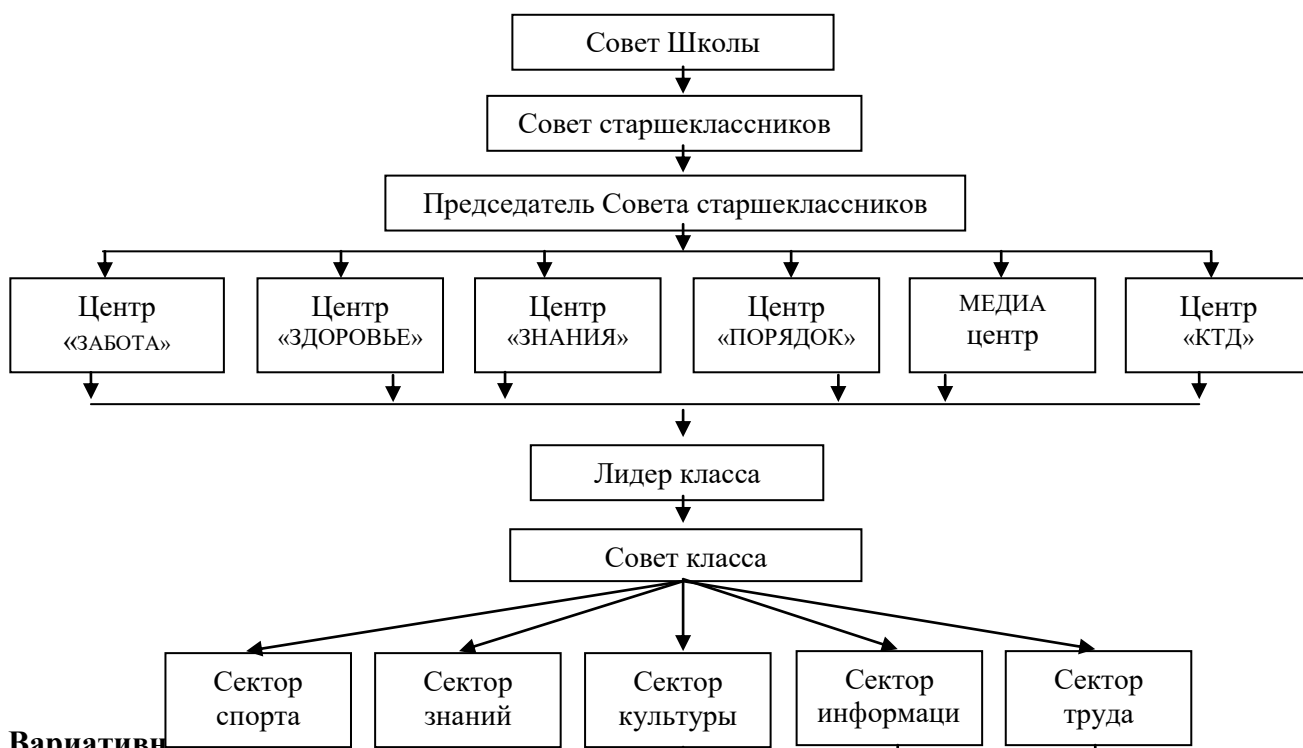 Совет Школы
Совет старшеклассников
Председатель Совета старшеклассников
Центр
«ЗАБОТА»
Центр
«ЗДОРОВЬЕ»
Центр
«ЗНАНИЯ»
Центр
«ПОРЯДОК»
МЕДИА
центр
Центр
«КТД»
Лидер класса
Совет класса
Сектор
спорта
Сектор
знаний
Сектор
культуры
Сектор
информаци
Сектор
труда
Вариативн